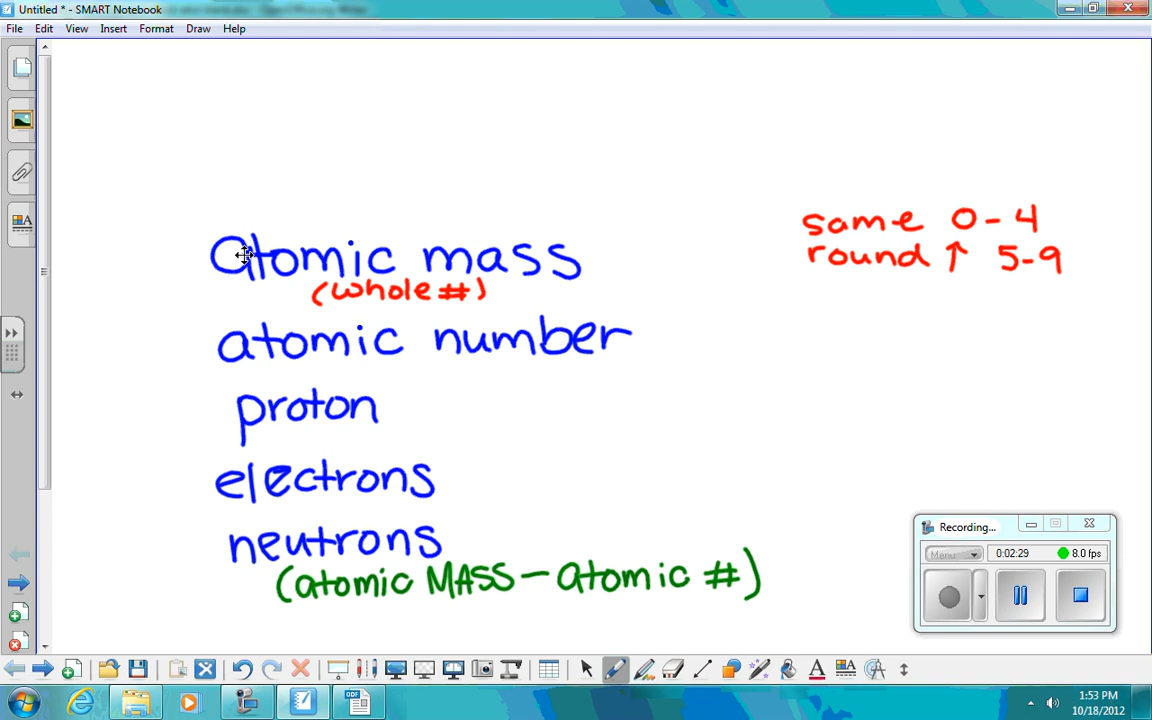 Untitled * - SMART Notebook
File Edit View Insert Format Draw Help
same 0-4
round ↑ 5-9
atomic mass
(whole #)
atomic number
proton
electrons
neutrons
(atomic MASS - atomic #)
Recording...
Menu 0:02:29 8.0 fps
1:53 PM
10/18/2012